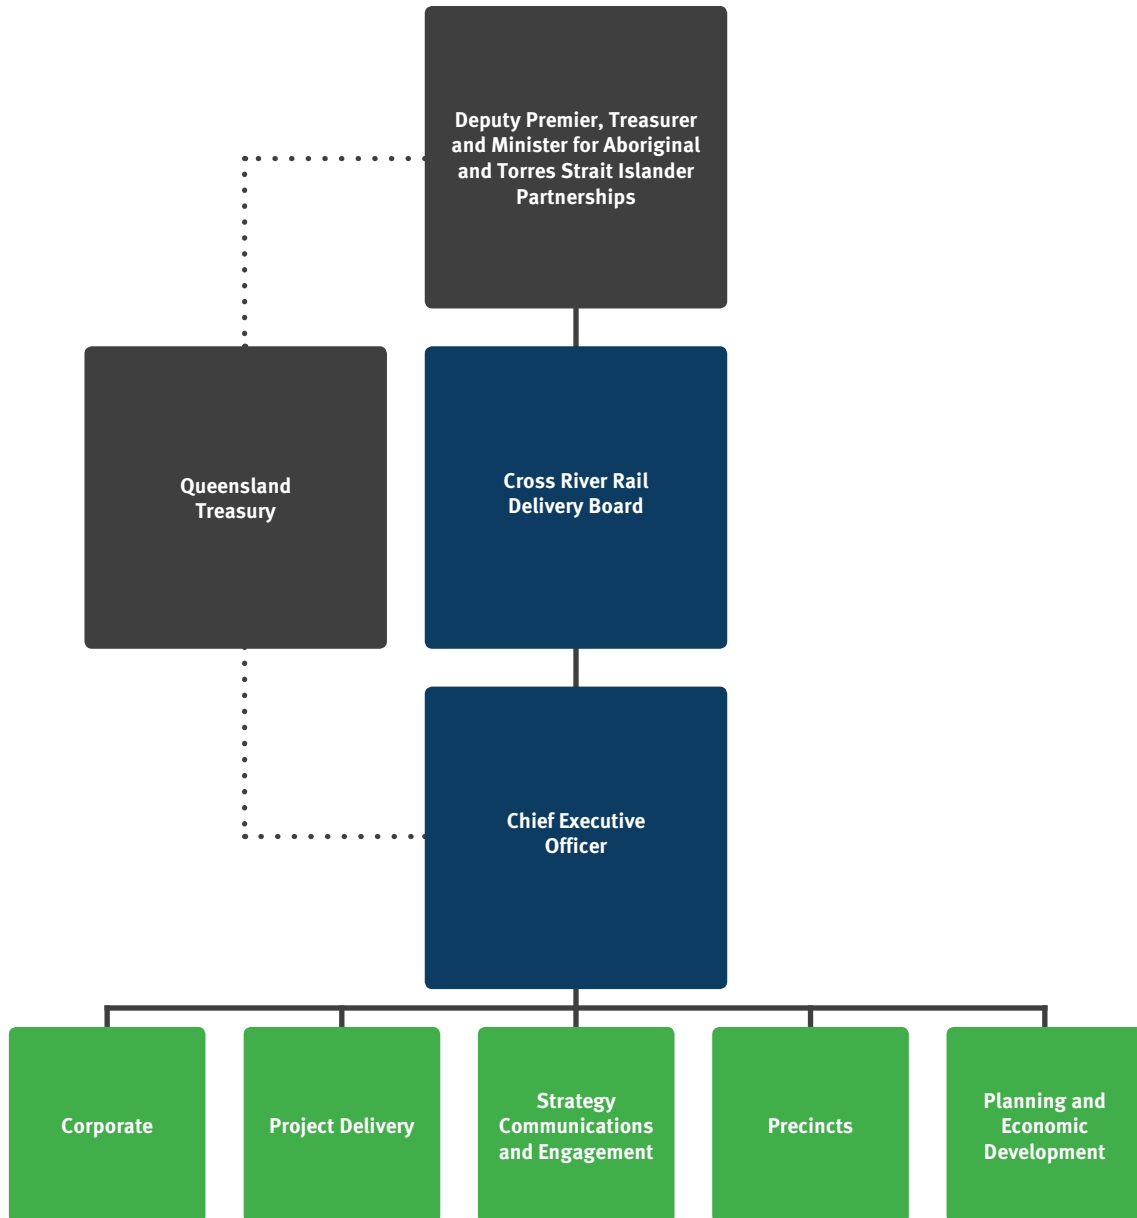 Deputy Premier, Treasurer
and Minister for Aboriginal
and Torres Strait Islander
Partnerships
Queensland
Treasury
Cross River Rail
Delivery Board
Chief Executive
Officer
Corporate
Project Delivery
Strategy
Communications
and Engagement
Precincts
Planning and
Economic
Development